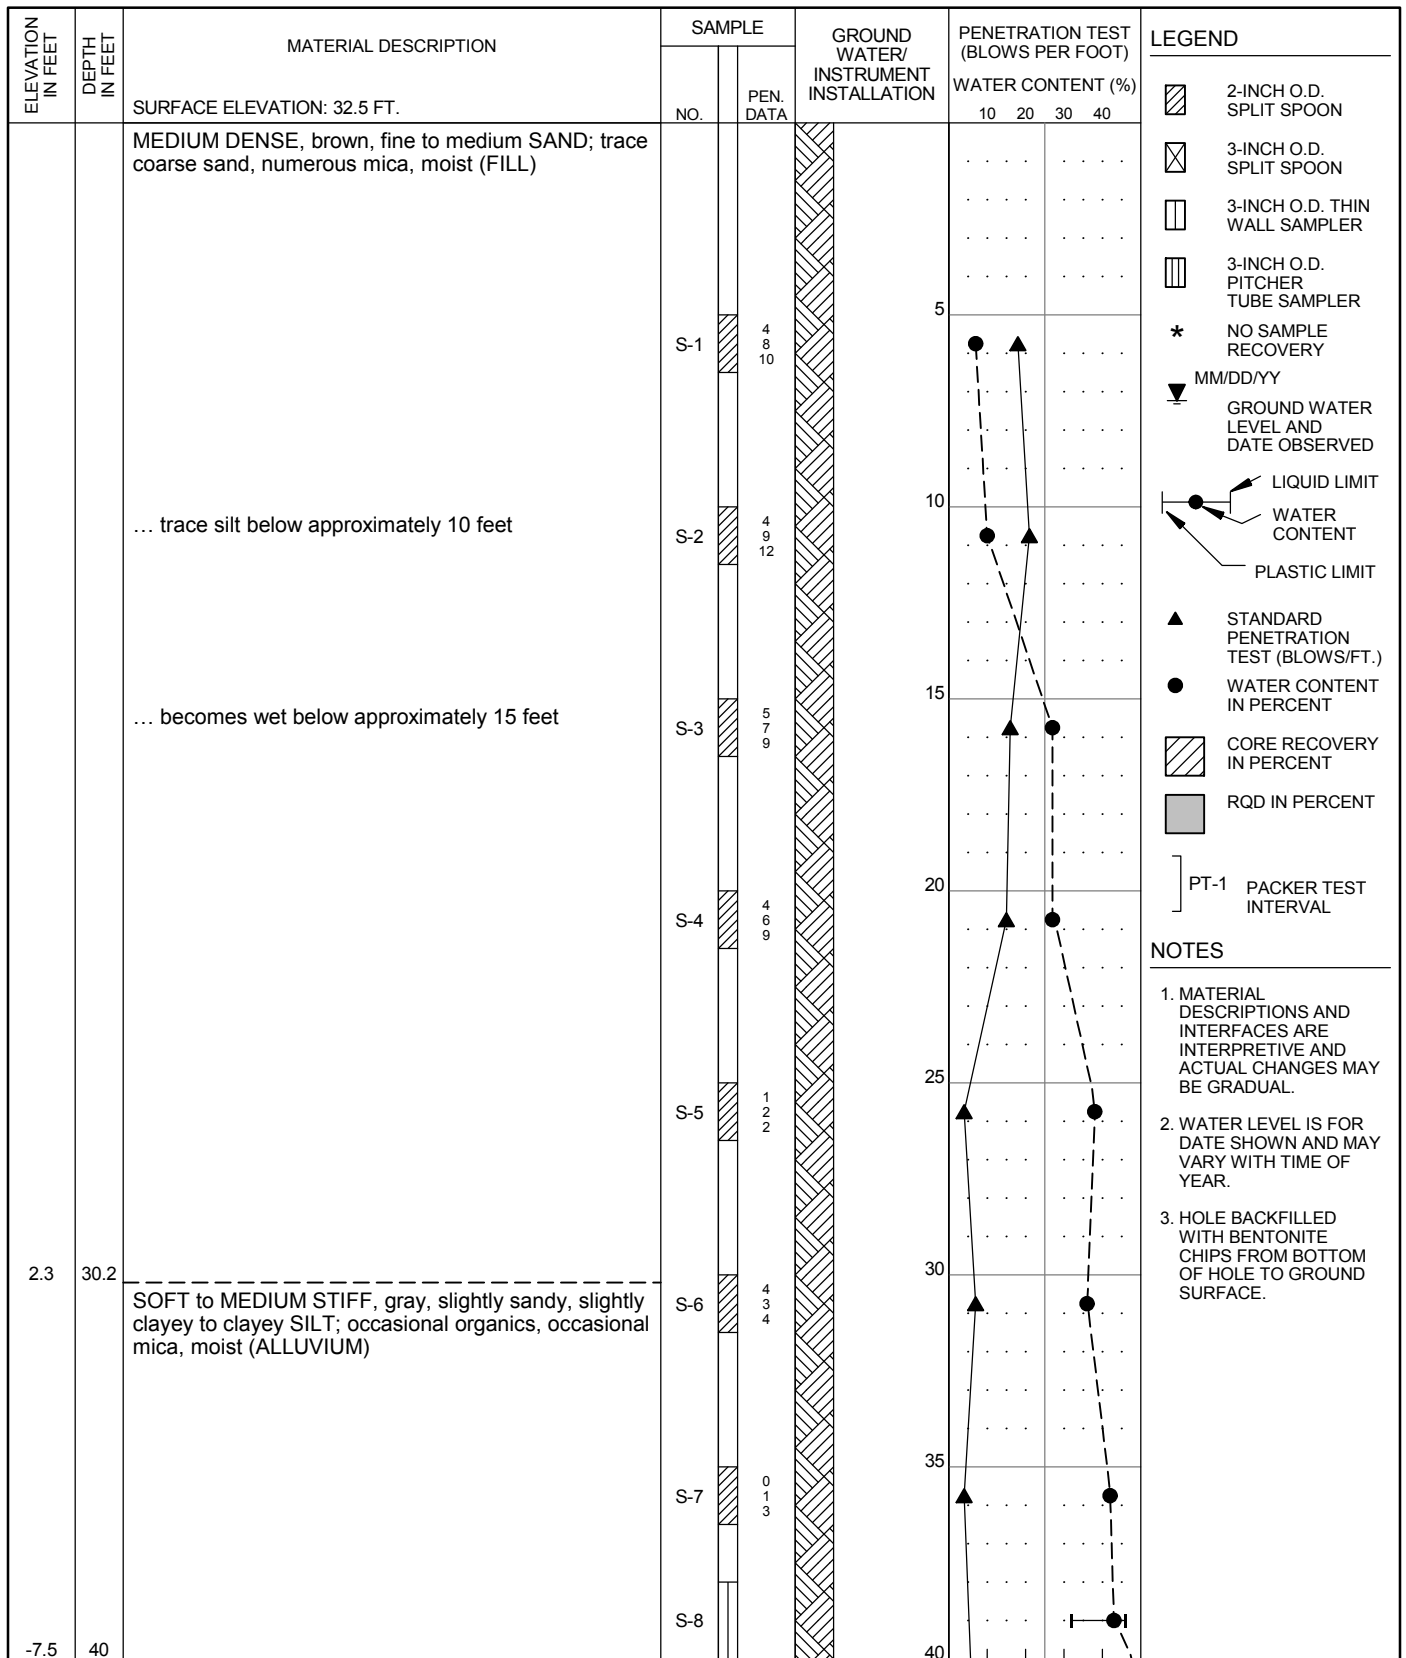 ELEVATION
IN FEET
DEPTH
IN FEET
MATERIAL DESCRIPTION
SURFACE ELEVATION: 32.5 FT.
SAMPLE
NO.
PEN.
DATA
GROUND
WATER/
INSTRUMENT
INSTALLATION
PENETRATION TEST
(BLOWS PER FOOT)
WATER CONTENT (%)
10 20 30 40
MEDIUM DENSE, brown, fine to medium SAND; trace
coarse sand, numerous mica, moist (FILL)
5
S-1
4
8
10
10
… trace silt below approximately 10 feet
S-2
4
9
12
15
… becomes wet below approximately 15 feet
S-3
5
7
9
20
S-4
4
6
9
25
S-5
1
2
2
2.3 30.2
30
SOFT to MEDIUM STIFF, gray, slightly sandy, slightly
clayey to clayey SILT; occasional organics, occasional
mica, moist (ALLUVIUM)
S-6
4
3
4
35
S-7
0
1
3
S-8
-7.5 40
40
LEGEND
2-INCH O.D.
SPLIT SPOON
3-INCH O.D.
SPLIT SPOON
3-INCH O.D. THIN
WALL SAMPLER
3-INCH O.D.
PITCHER
TUBE SAMPLER
* NO SAMPLE
RECOVERY
MM/DD/YY
GROUND WATER
LEVEL AND
DATE OBSERVED
LIQUID LIMIT
WATER
CONTENT
PLASTIC LIMIT
STANDARD
PENETRATION
TEST (BLOWS/FT.)
WATER CONTENT
IN PERCENT
CORE RECOVERY
IN PERCENT
RQD IN PERCENT
PT-1 PACKER TEST
INTERVAL
NOTES
1. MATERIAL
DESCRIPTIONS AND
INTERFACES ARE
INTERPRETIVE AND
ACTUAL CHANGES MAY
BE GRADUAL.
2. WATER LEVEL IS FOR
DATE SHOWN AND MAY
VARY WITH TIME OF
YEAR.
3. HOLE BACKFILLED
WITH BENTONITE
CHIPS FROM BOTTOM
OF HOLE TO GROUND
SURFACE.